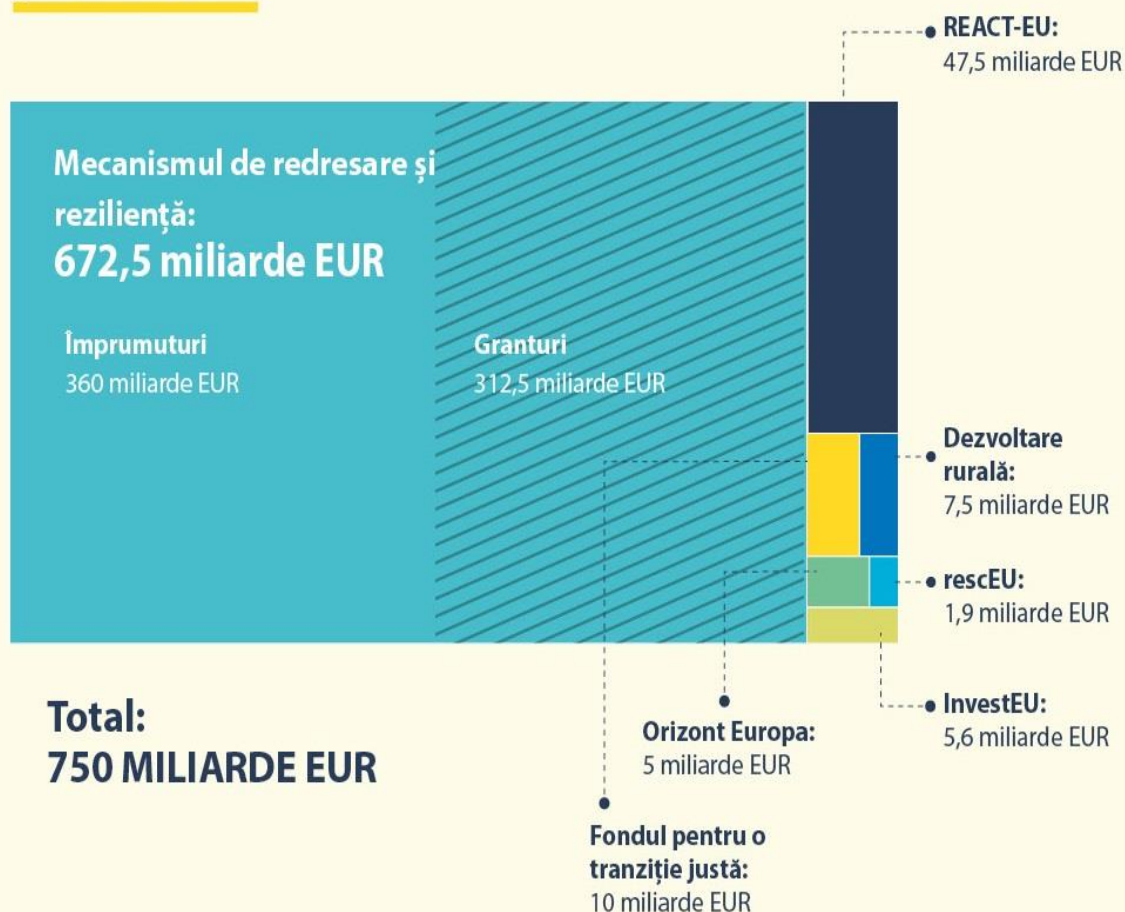 REACT-EU:
47,5 miliarde EUR
Mecanismul de redresare și
reziliență:
672,5 miliarde EUR
Împrumuturi
360 miliarde EUR
Granturi
312,5 miliarde EUR
Dezvoltare
rurală:
7,5 miliarde EUR
rescEU:
1,9 miliarde EUR
InvestEU:
5,6 miliarde EUR
Orizont Europa:
5 miliarde EUR
Fondul pentru o
tranziție justă:
10 miliarde EUR
Total:
750 MILIARDE EUR